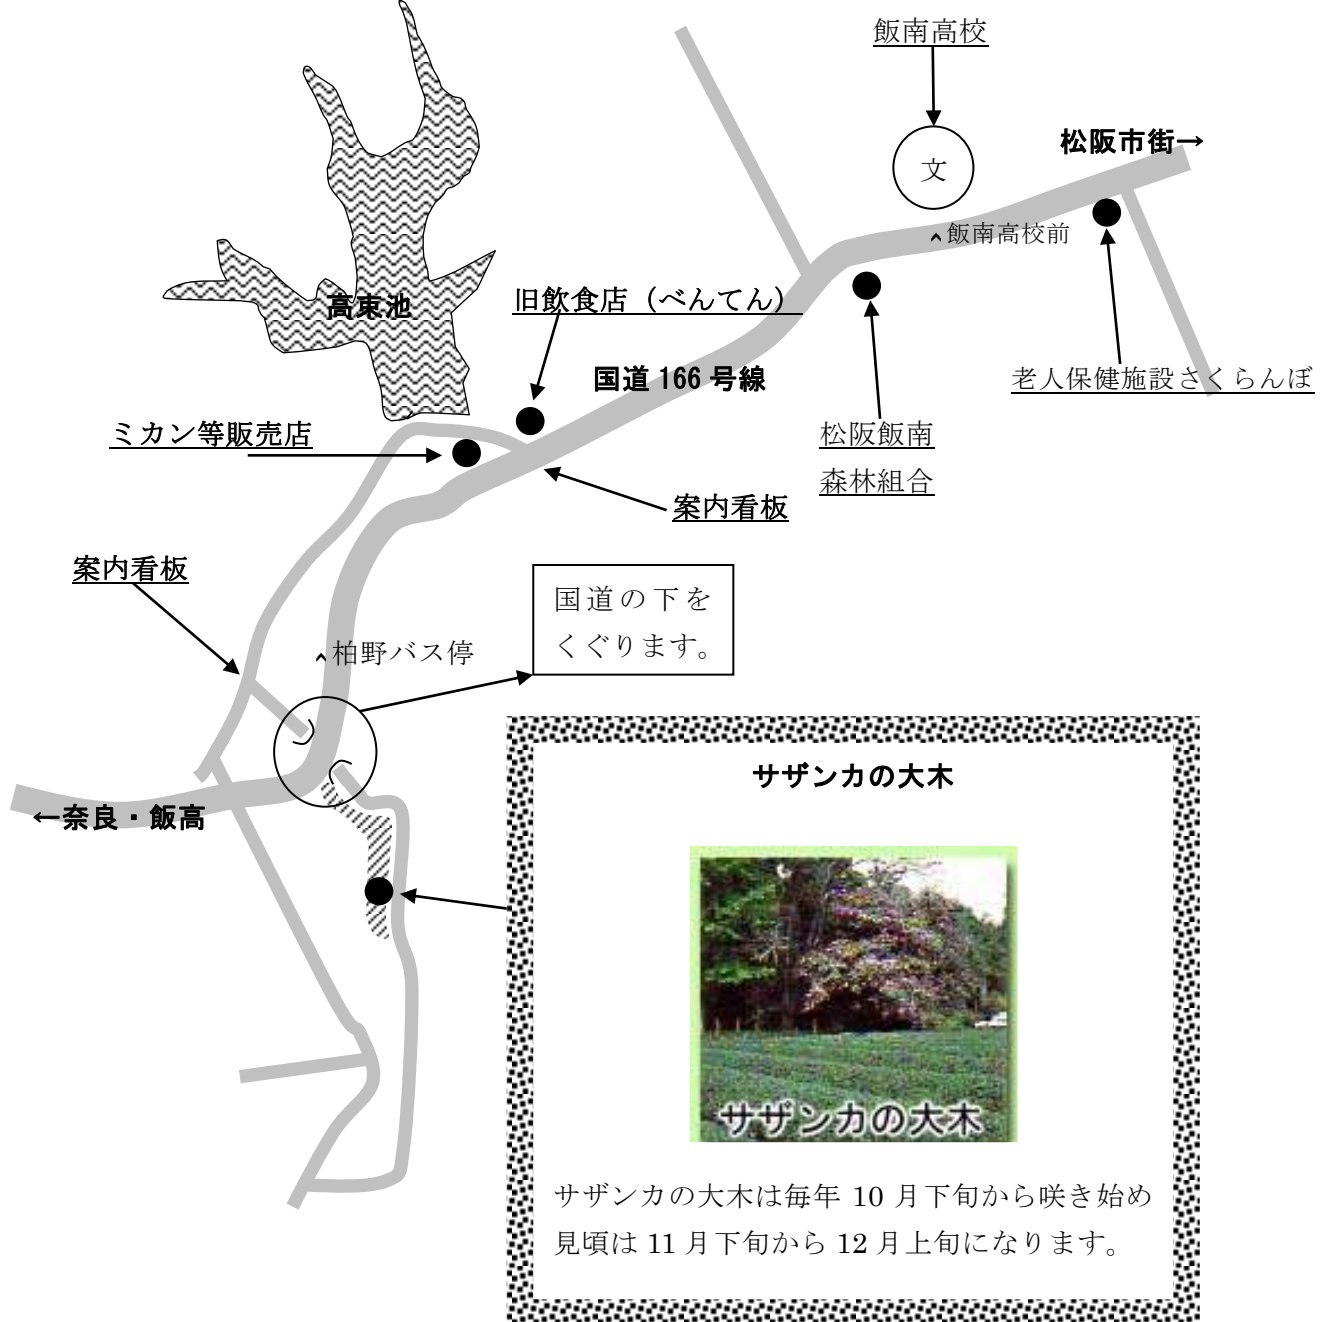 飯南高校
松阪市街→
文
飯南高校前
旧飲食店（べんてん）
高束池
国道 166 号線
老人保健施設さくらんぼ
ミカン等販売店
松阪飯南
森林組合
案内看板
案内看板
国道の下を
くぐります。
柏野バス停
サザンカの大木
←奈良・飯高
サザンカの大木
サザンカの大木は毎年 10 月下旬から咲き始め
見頃は 11 月下旬から 12 月上旬になります。